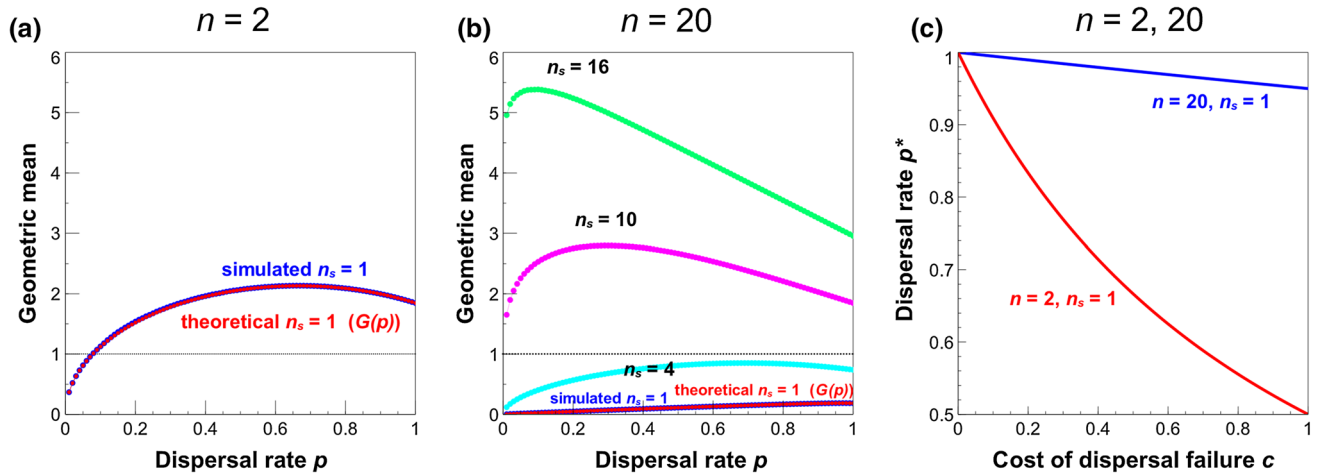 (a) n = 2
Geometric mean
6
5
4
3
2
1
0
simulated nₛ = 1
theoretical nₛ = 1 (G(p))
0 0.2 0.4 0.6 0.8 1
Dispersal rate p
(b) n = 20
Geometric mean
6
5
4
3
2
1
0
nₛ = 16
nₛ = 10
nₛ = 4
theoretical nₛ = 1 (G(p))
simulated nₛ = 1
0 0.2 0.4 0.6 0.8 1
Dispersal rate p
(c) n = 2, 20
Dispersal rate p*
1
0.9
0.8
0.7
0.6
0.5
n = 20, nₛ = 1
n = 2, nₛ = 1
0 0.2 0.4 0.6 0.8 1
Cost of dispersal failure c